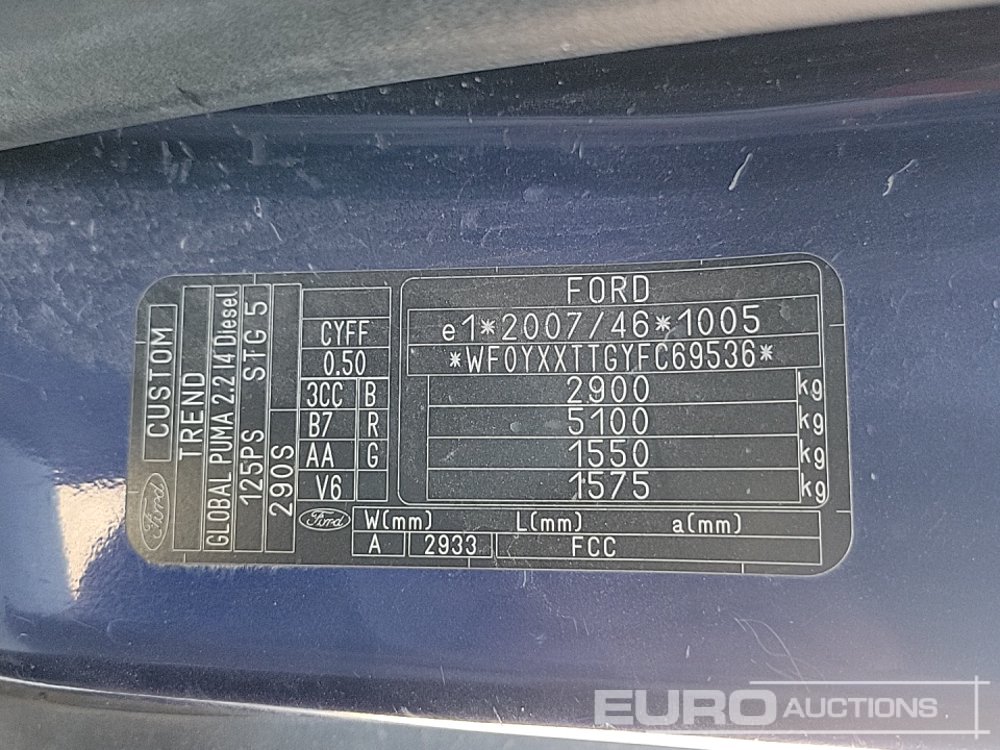 CUSTOM
TREND
GLOBAL PUMA 2.2 I4 Diesel
125PS STG 5
290S
Ford
CYFF
0.50
3CC B
B7 R
AA G
V6
FORD
e1*2007/46*1005
*WF0YXXTTGYFC69536*
2900 kg
5100
1550 kg
1575 kg
Ford W(mm) L(mm) a(mm)
A 2933 FCC
EURO AUCTIONS